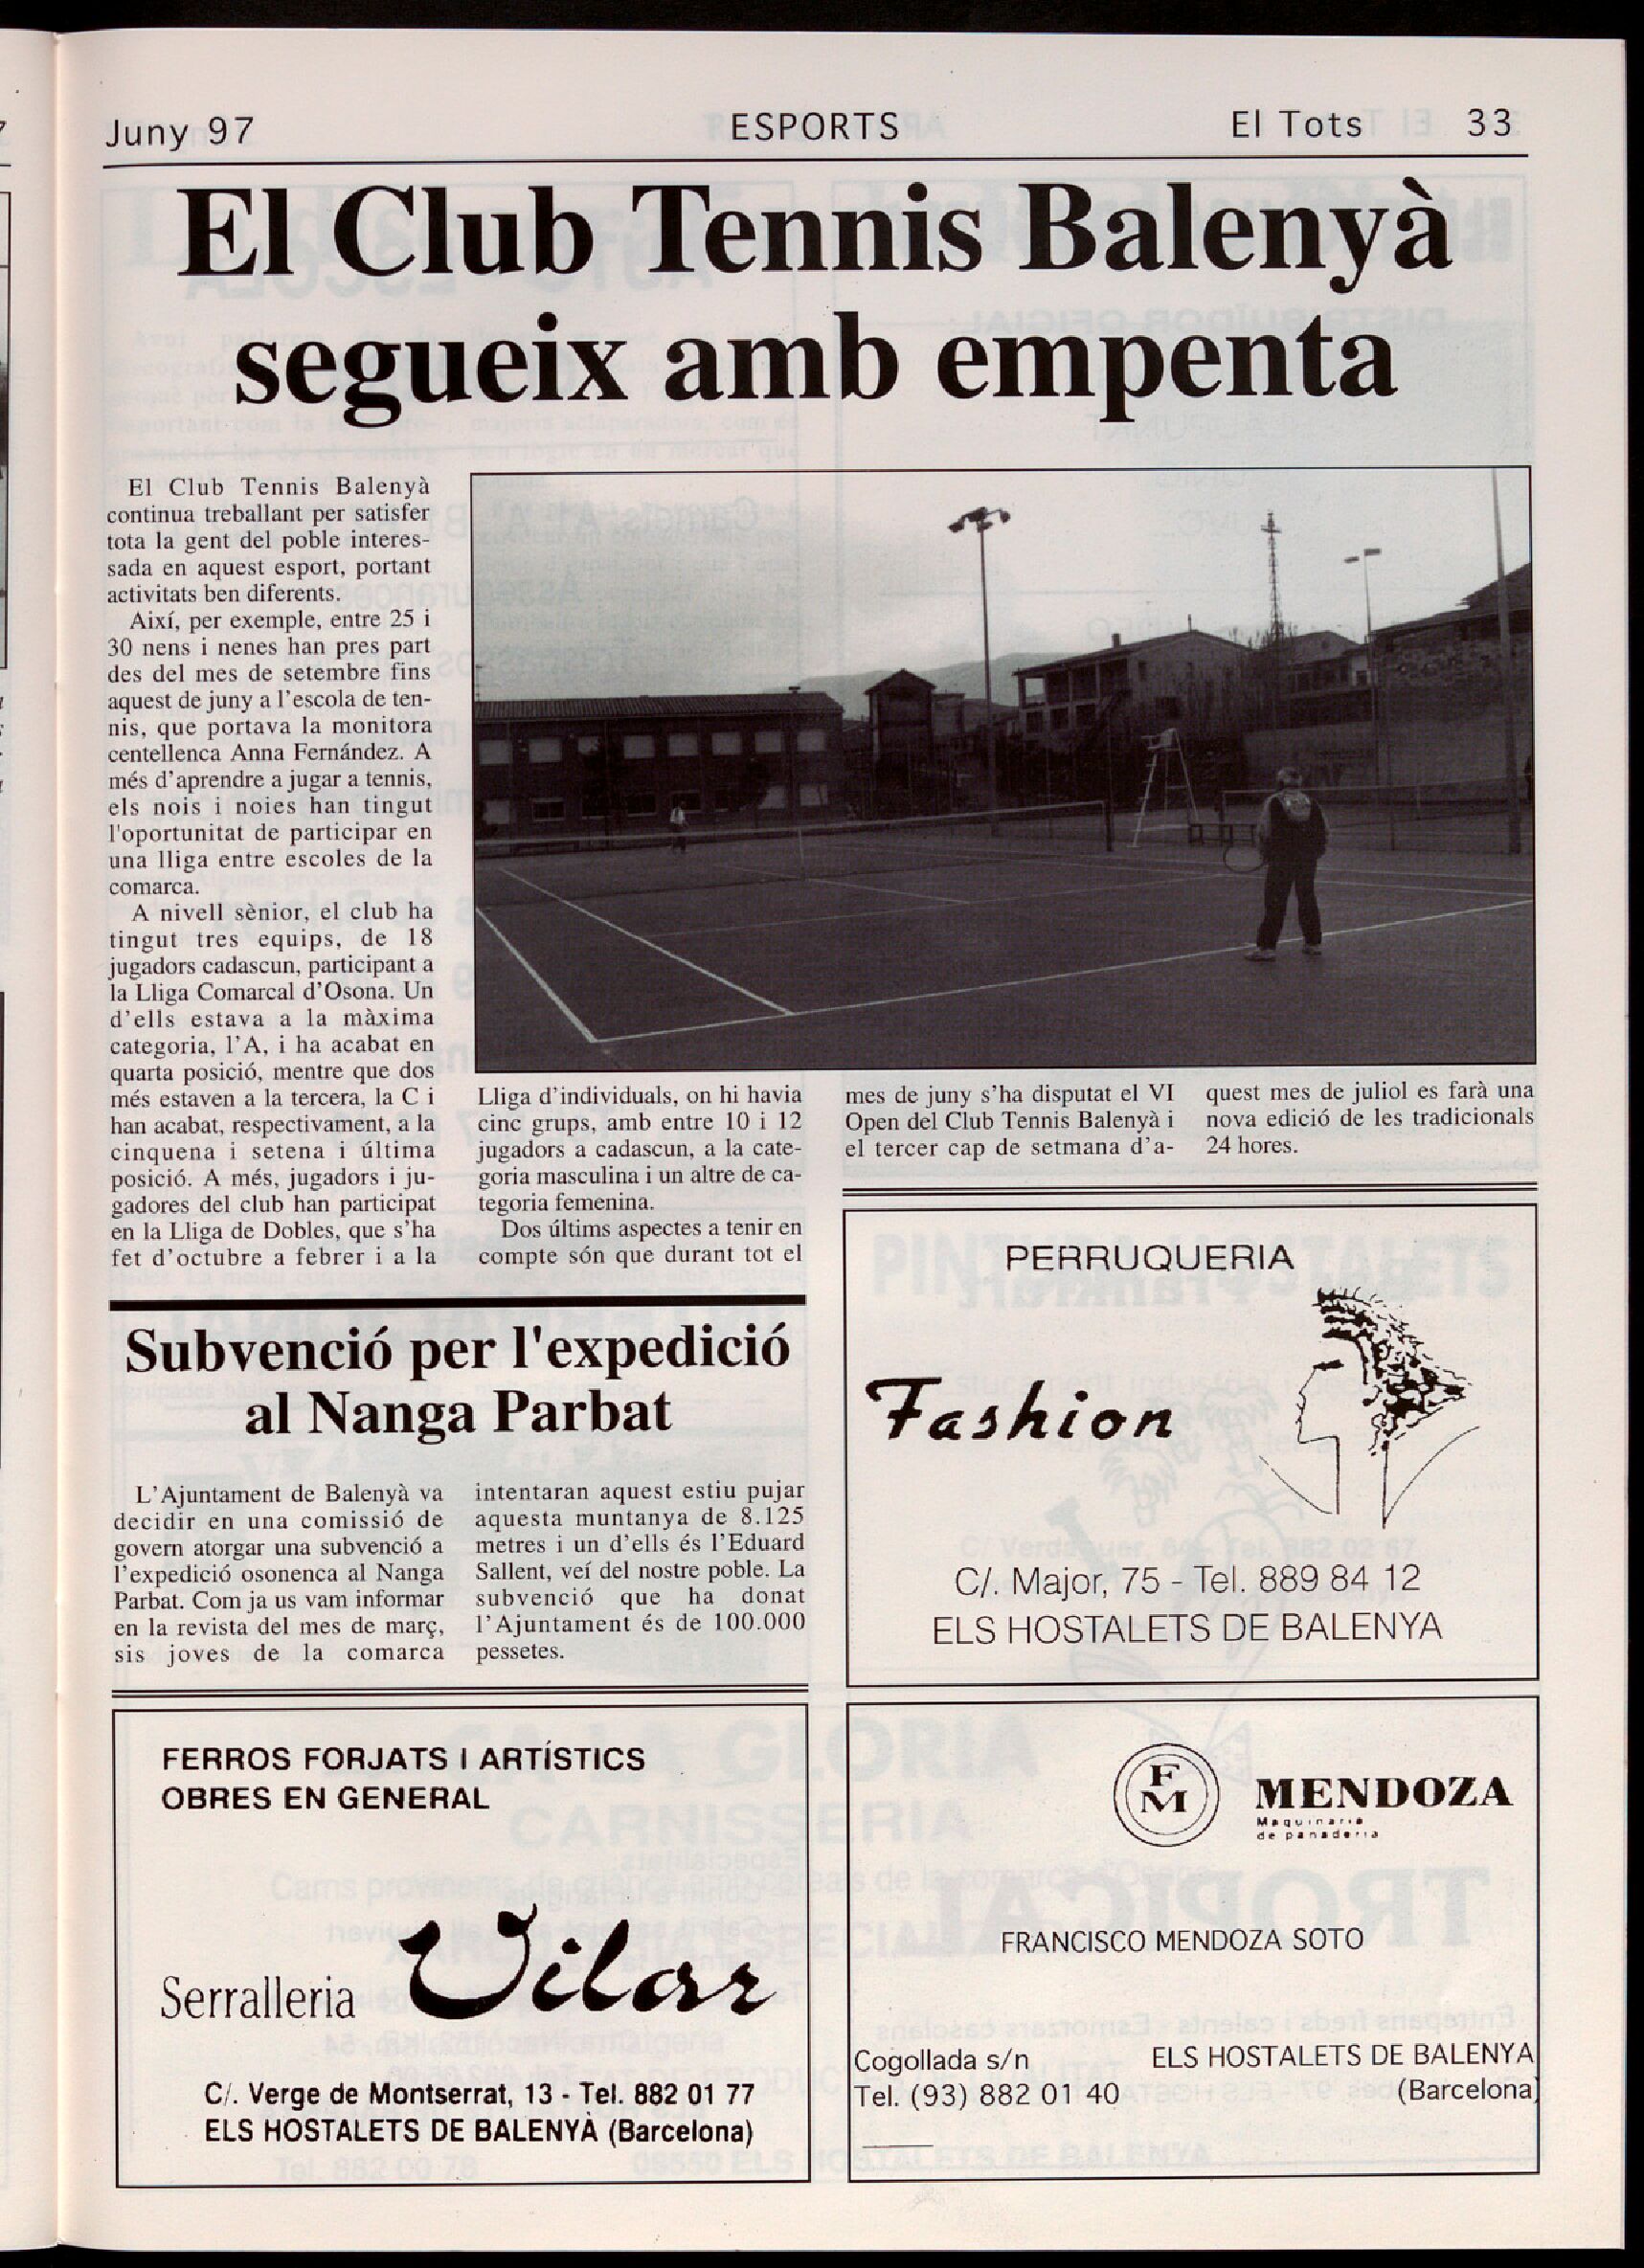 Juny 97
ESPORTS
El Tots 33
El Club Tennis Balenyà
segueix amb empenta
El Club Tennis Balenyà
continua treballant per satisfer
tota la gent del poble interes-
sada en aquest esport, portant
activitats ben diferents.
Així, per exemple, entre 25 i
30 nens i nenes han pres part
des del mes de setembre fins
aquest de juny a l'escola de ten-
nis, que portava la monitora
centellenca Anna Fernández. A
més d'aprendre a jugar a tennis,
els nois i noies han tingut
l'oportunitat de participar en
una lliga entre escoles de la
comarca.
A nivell sènior, el club ha
tingut tres equips, de 18
jugadors cadascun, participant a
la Lliga Comarcal d'Osona. Un
d'ells estava a la màxima
categoria, l'A, i ha acabat en
quarta posició, mentre que dos
més estaven a la tercera, la C i
han acabat, respectivament, a la
cinquena i setena i última
posició. A més, jugadors i ju-
gadores del club han participat
en la Lliga de Dobles, que s'ha
fet d'octubre a febrer i a la
Lliga d'individuals, on hi havia
cinc grups, amb entre 10 i 12
jugadors a cadascun, a la cate-
goria masculina i un altre de ca-
tegoria femenina.
Dos últims aspectes a tenir en
compte són que durant tot el
mes de juny s'ha disputat el VI
Open del Club Tennis Balenyà i
el tercer cap de setmana d'a-
quest mes de juliol es farà una
nova edició de les tradicionals
24 hores.
Subvenció per l'expedició
al Nanga Parbat
L'Ajuntament de Balenyà va
decidir en una comissió de
govern atorgar una subvenció a
l'expedició osonenca al Nanga
Parbat. Com ja us vam informar
en la revista del mes de març,
sis joves de la comarca
intentaran aquest estiu pujar
aquesta muntanya de 8.125
metres i un d'ells és l'Eduard
Sallent, veí del nostre poble. La
subvenció que ha donat
l'Ajuntament és de 100.000
pessetes.
PERRUQUERIA
Fashion
C/. Major, 75 - Tel. 889 84 12
ELS HOSTALETS DE BALENYA
FERROS FORJATS I ARTÍSTICS
OBRES EN GENERAL
Serralleria Vilar
C/. Verge de Montserrat, 13 - Tel. 882 01 77
ELS HOSTALETS DE BALENYÀ (Barcelona)
FM
MENDOZA
Maquinaria
de panaderia
FRANCISCO MENDOZA SOTO
Cogollada s/n
ELS HOSTALETS DE BALENYA
Tel. (93) 882 01 40
(Barcelona)